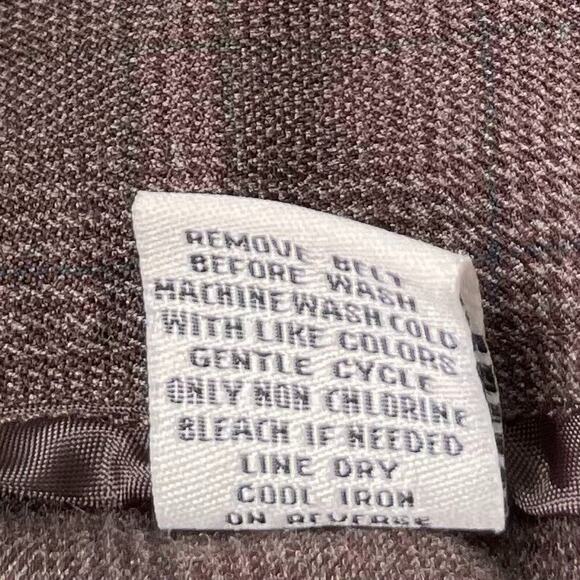 REMOVE BELT
BEFORE WASH
MACHINE WASH COLD
WITH LIKE COLORS
GENTLE CYCLE
ONLY NON CHLORINE
BLEACH IF NEEDED
LINE DRY
COOL IRON
ON REVERSE